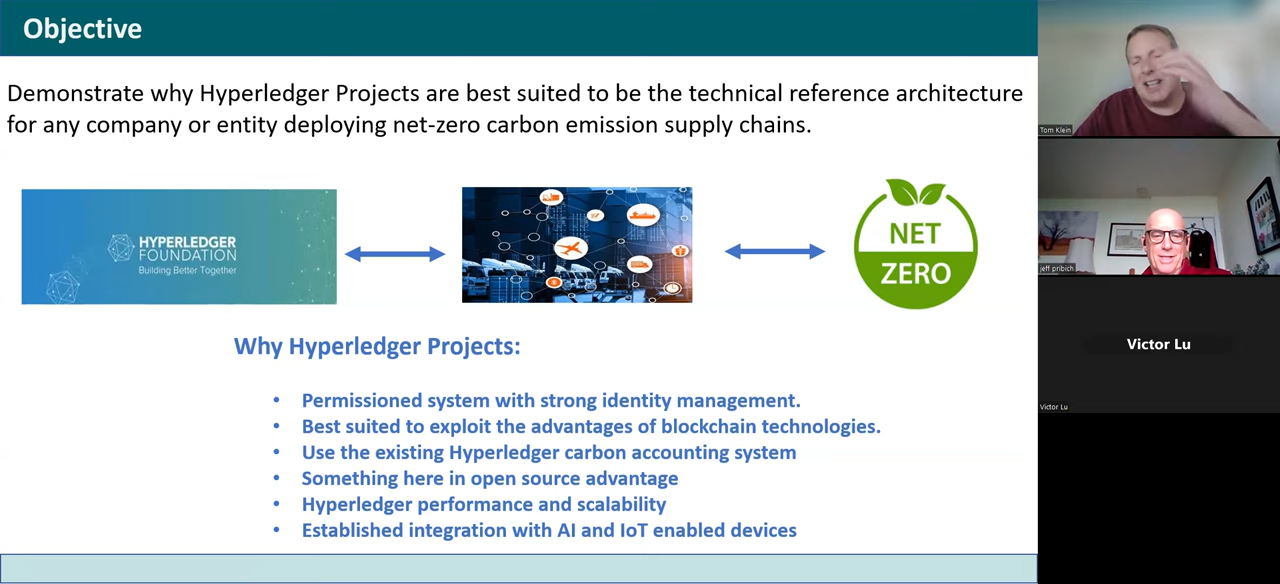 Objective
Demonstrate why Hyperledger Projects are best suited to be the technical reference architecture
for any company or entity deploying net-zero carbon emission supply chains.
HYPERLEDGER
FOUNDATION
Building Better Together
NET
ZERO
Why Hyperledger Projects:
• Permissioned system with strong identity management.
• Best suited to exploit the advantages of blockchain technologies.
• Use the existing Hyperledger carbon accounting system
• Something here in open source advantage
• Hyperledger performance and scalability
• Established integration with AI and IoT enabled devices
Tom Klein
jeff pribich
Victor Lu
Victor Lu